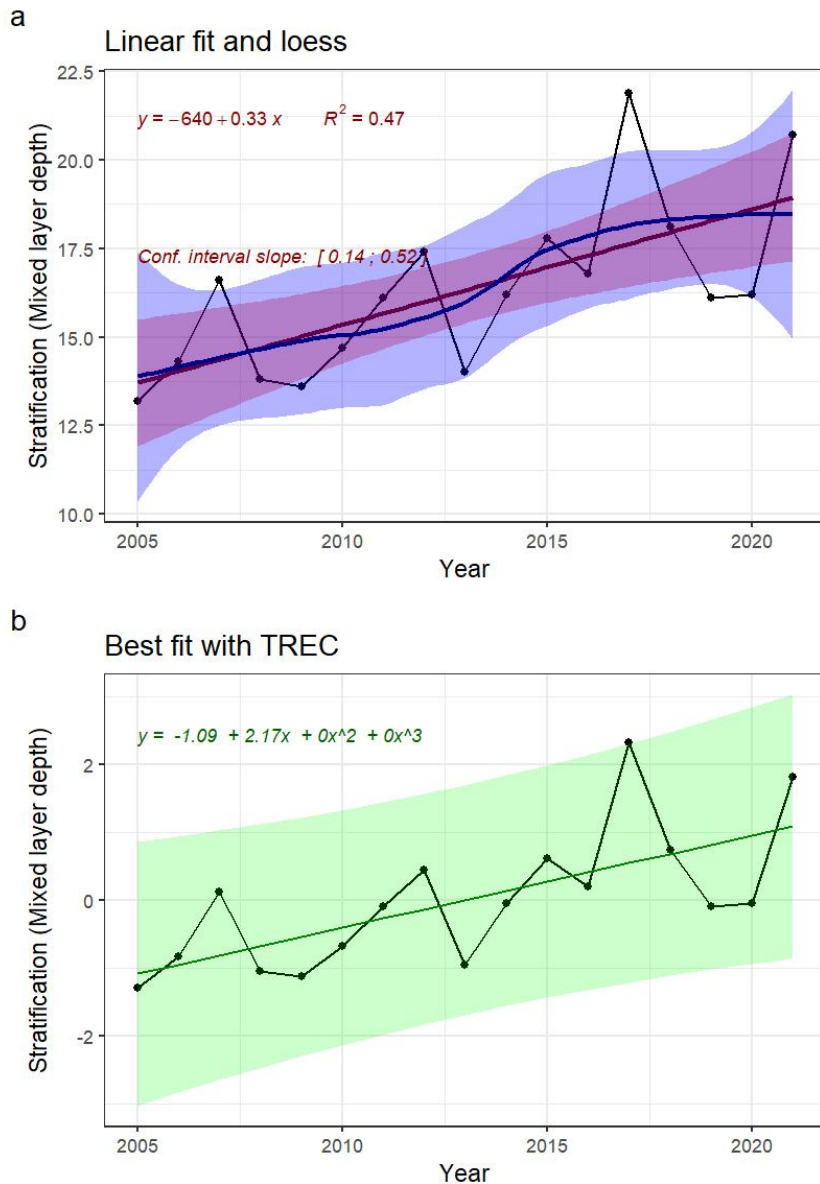 a
Linear fit and loess
22.5
y = −640 + 0.33 x R² = 0.47
20.0
Conf. interval slope: [ 0.14 ; 0.52 ]
17.5
15.0
12.5
10.0
Stratification (Mixed layer depth)
2005 2010 2015 2020
Year
b
Best fit with TREC
y = -1.09 + 2.17x + 0x^2 + 0x^3
2
0
-2
Stratification (Mixed layer depth)
2005 2010 2015 2020
Year